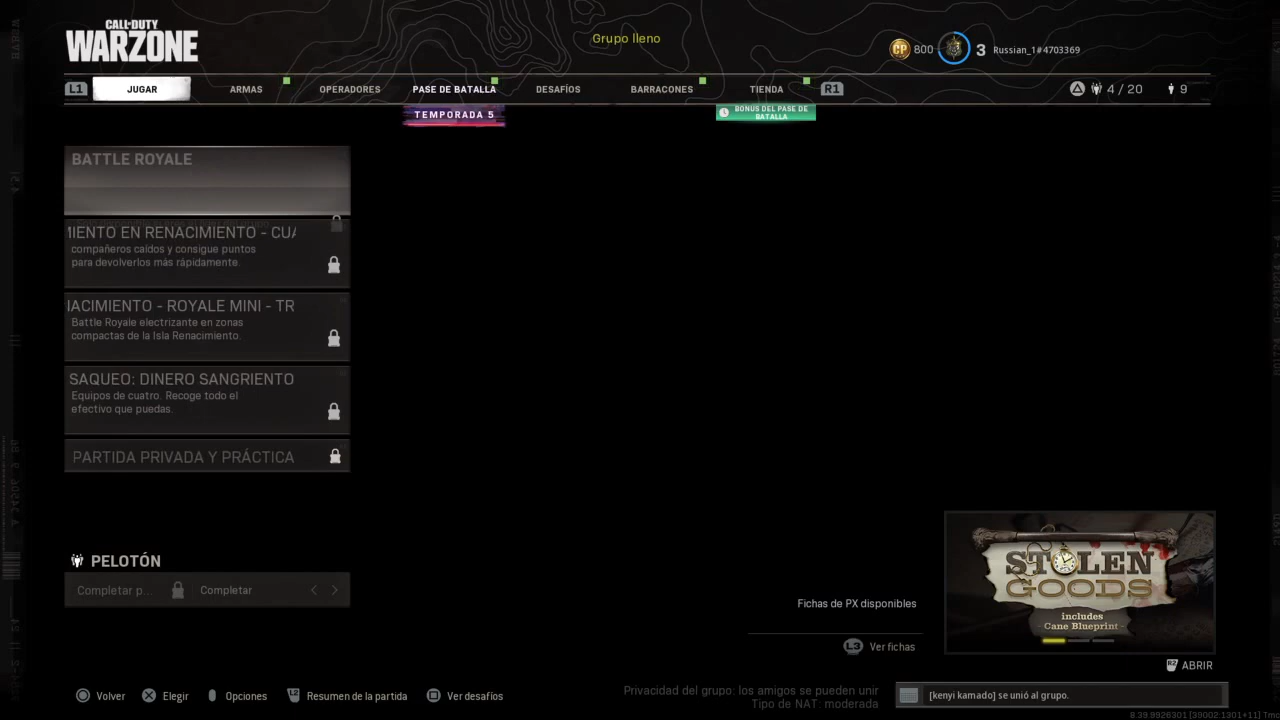 CALL·DUTY
WARZONE
Grupo lleno
CP 800
3 Russian_1#4703369
L1 JUGAR ARMAS OPERADORES PASE DE BATALLA DESAFÍOS BARRACONES TIENDA R1
4 / 20 9
TEMPORADA 5
BONUS DEL PASE DE
BATALLA
BATTLE ROYALE
IIENTO EN RENACIMIENTO - CUA
compañeros caídos y consigue puntos
para devolverlos más rápidamente.
IACIMIENTO - ROYALE MINI - TR
Battle Royale electrizante en zonas
compactas de la Isla Renacimiento.
SAQUEO: DINERO SANGRIENTO
Equipos de cuatro. Recoge todo el
efectivo que puedas.
PARTIDA PRIVADA Y PRÁCTICA
PELOTÓN
Completar p... Completar
STOLEN
GOODS
includes
- Cane Blueprint -
Fichas de PX disponibles
L3 Ver fichas
R2 ABRIR
Volver Elegir Opciones L2 Resumen de la partida Ver desafíos
Privacidad del grupo: los amigos se pueden unir
Tipo de NAT: moderada
[kenyi kamado] se unió al grupo.